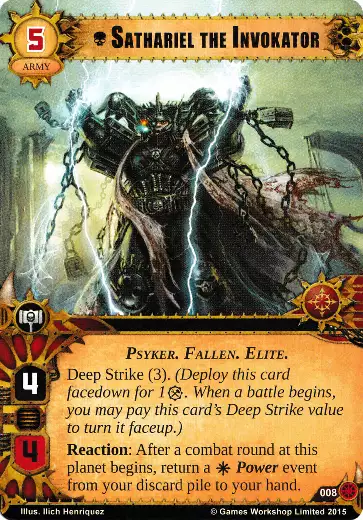 5
SATHARIEL THE INVOKATOR
ARMY
PSYKER. FALLEN. ELITE.
4
Deep Strike (3). (Deploy this card
facedown for 1. When a battle begins,
you may pay this card's Deep Strike value
to turn it faceup.)
4
Reaction: After a combat round at this
planet begins, return a Power event
from your discard pile to your hand.
008
Illus. Ilich Henriquez
© Games Workshop Limited 2015